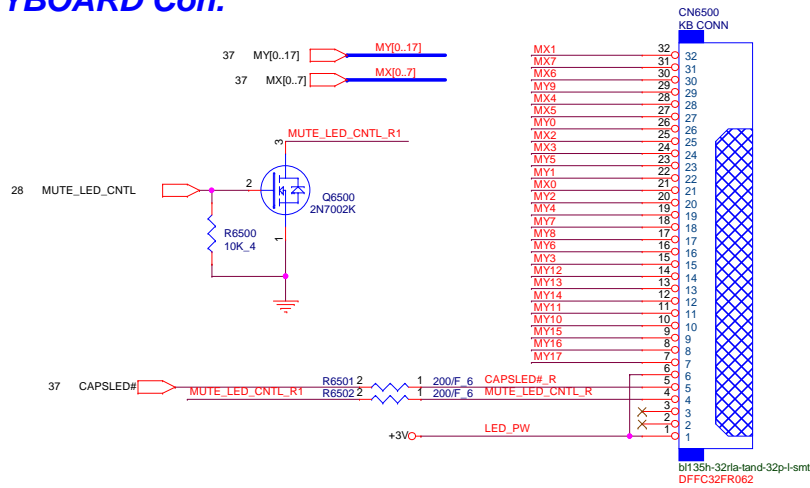 YBOARD Con.
CN6500
KB CONN
37 MY[0..17] MY[0..17]
37 MX[0..7] MX[0..7]
MX1 32 32
MX7 31 31
MX6 30 30
MY9 29 29
MX4 28 28
MX5 27 27
MY0 26 26
MX2 25 25
MX3 24 24
MY5 23 23
MY1 22 22
MX0 21 21
MY2 20 20
MY4 19 19
MY7 18 18
MY8 17 17
MY6 16 16
MY3 15 15
MY12 14 14
MY13 13 13
MY14 12 12
MY11 11 11
MY10 10 10
MY15 9 9
MY16 8 8
MY17 7 7
6 6
5 5
4 4
3 3
2 2
1 1
3 MUTE_LED_CNTL_R1
28 MUTE_LED_CNTL 2
Q6500
2N7002K
1
R6500
10K_4
37 CAPSLED# R6501 2 1 200/F_6 CAPSLED#_R
MUTE_LED_CNTL_R1 R6502 2 1 200/F_6 MUTE_LED_CNTL_R
+3VO LED_PW
bl135h-32rla-tand-32p-l-smt
DFFC32FR062